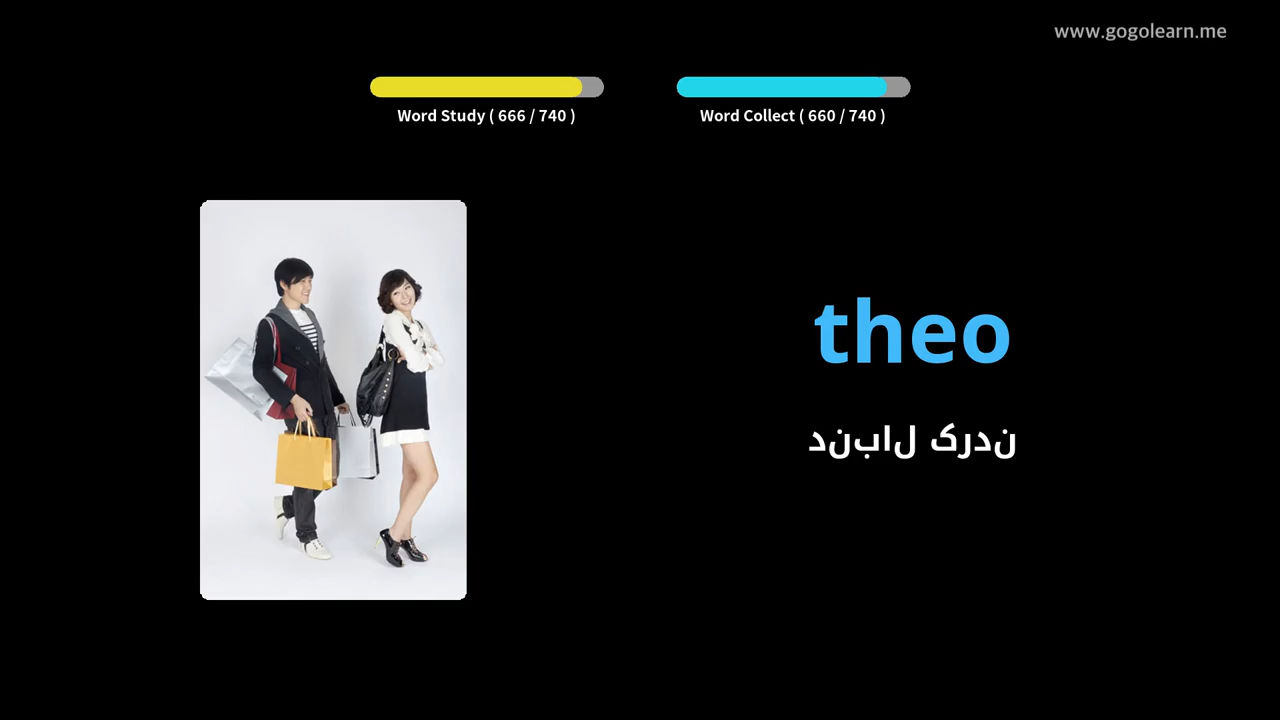 www.gogolearn.me
Word Study ( 666 / 740 )
Word Collect ( 660 / 740 )
theo
دنبال کردن